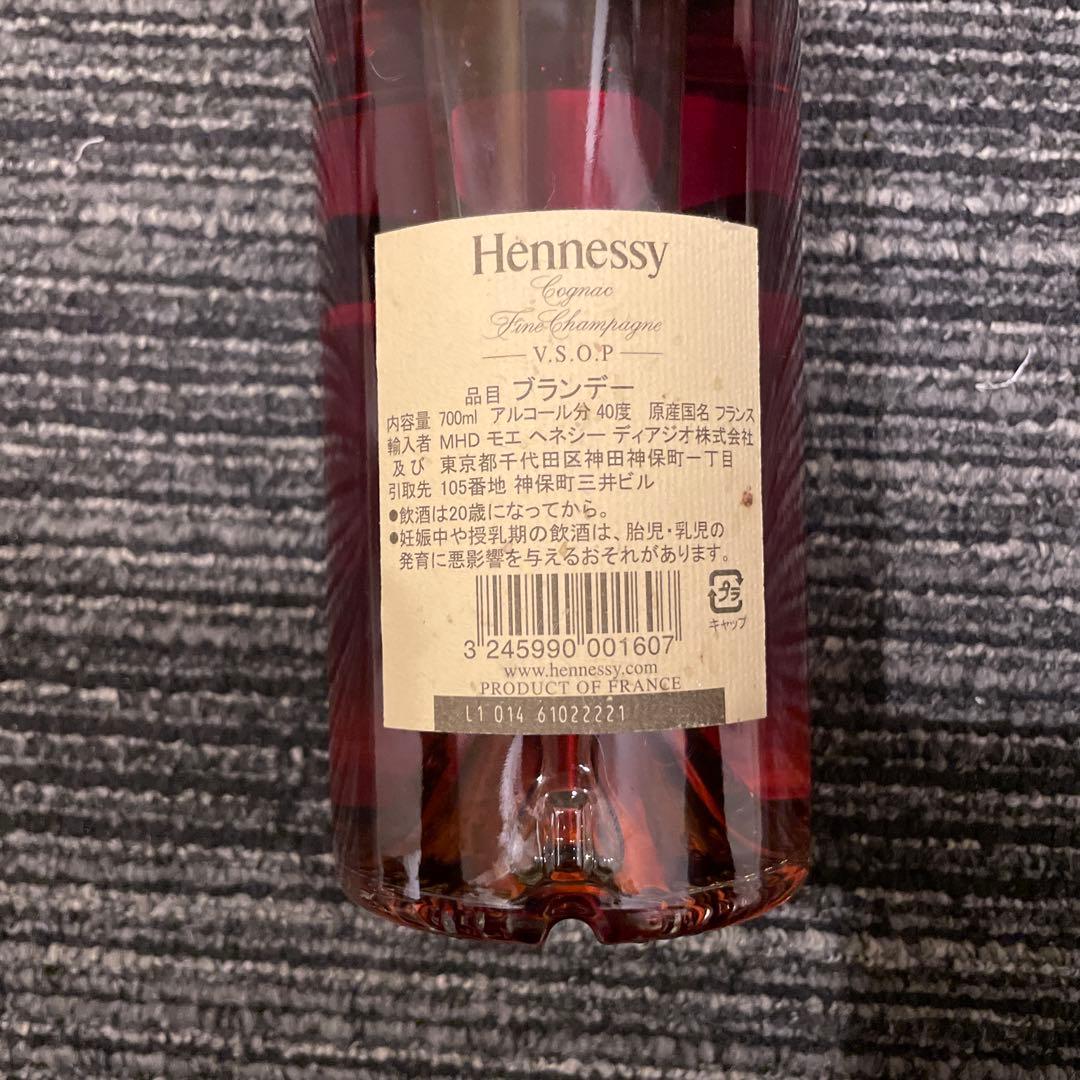 Hennessy
Cognac
Fine Champagne
V.S.O.P
品目 ブランデー
内容量 700ml アルコール分 40度 原産国名 フランス
輸入者 MHD モエ ヘネシー ディアジオ株式会社
及び 東京都千代田区神田神保町一丁目
引取先 105番地 神保町三井ビル
●飲酒は20歳になってから。
●妊娠中や授乳期の飲酒は、胎児・乳児の
発育に悪影響を与えるおそれがあります。
プラ
キャップ
3 245990 001607
www.hennessy.com
PRODUCT OF FRANCE
L1 014 61022221